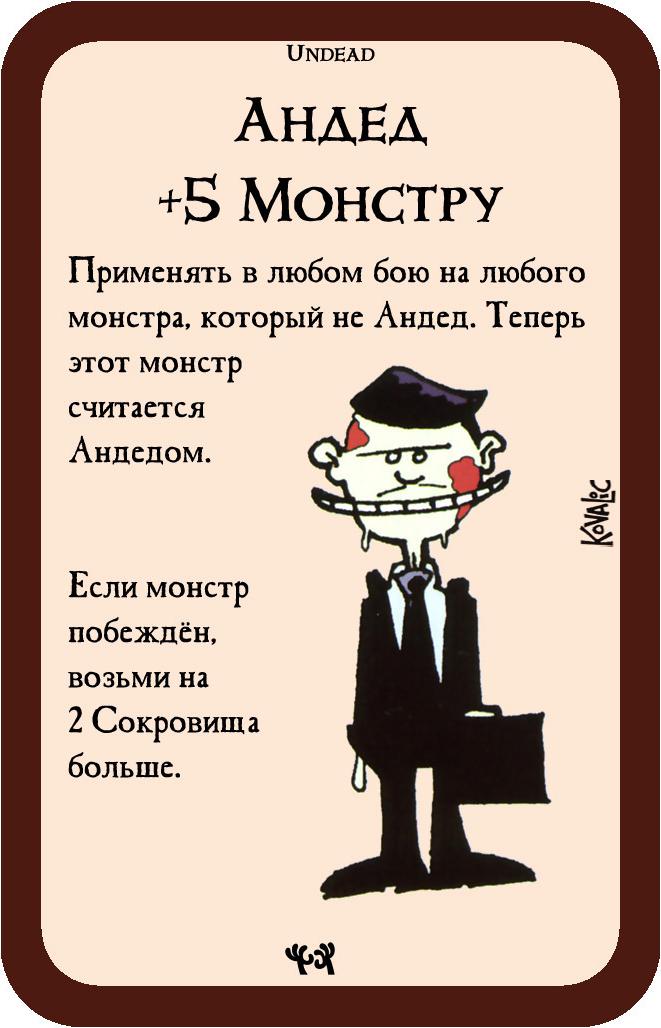 Undead
Андед
+5 Монстру
Применять в любом бою на любого
монстра, который не Андед. Теперь
этот монстр
считается
Андедом.
Если монстр
побеждён,
возьми на
2 Сокровища
больше.
Kovalic